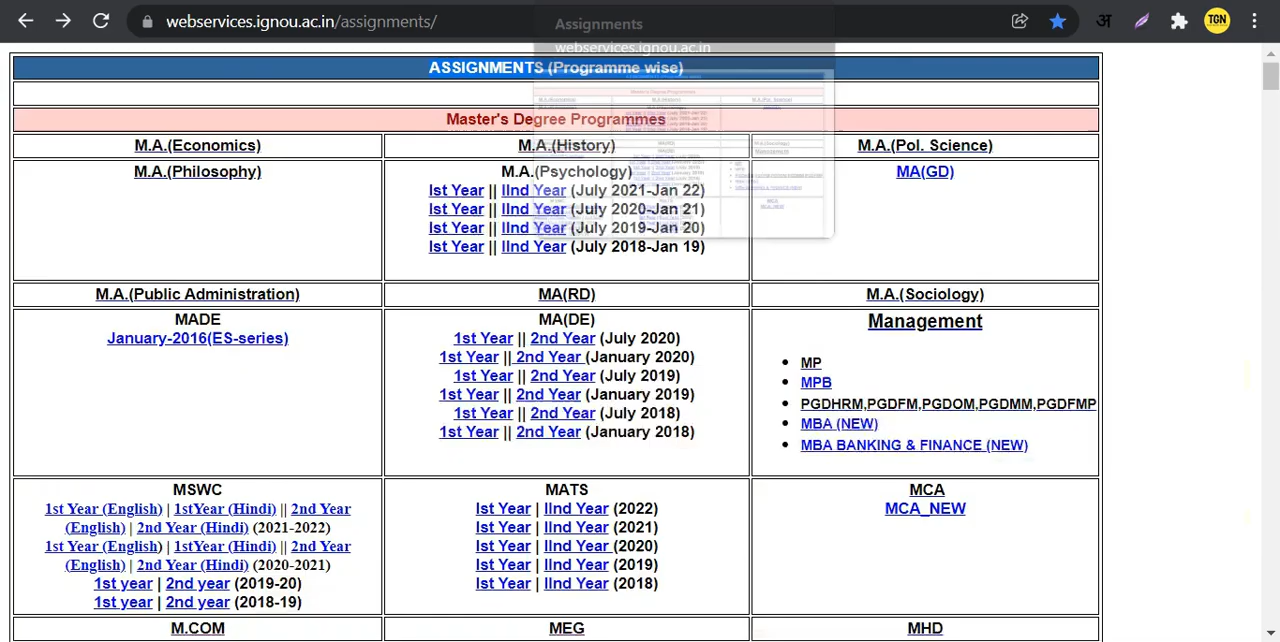 webservices.ignou.ac.in/assignments/
Assignments
webservices.ignou.ac.in
TGN
ASSIGNMENTS (Programme wise)
Master's Degree Programmes
M.A.(Economics)
M.A.(History)
M.A.(Pol. Science)
M.A.(Philosophy)
M.A.(Psychology)
Ist Year || IInd Year (July 2021-Jan 22)
Ist Year || IInd Year (July 2020-Jan 21)
Ist Year || IInd Year (July 2019-Jan 20)
Ist Year || IInd Year (July 2018-Jan 19)
MA(GD)
M.A.(Public Administration)
MA(RD)
M.A.(Sociology)
MADE
January-2016(ES-series)
MA(DE)
1st Year || 2nd Year (July 2020)
1st Year || 2nd Year (January 2020)
1st Year || 2nd Year (July 2019)
1st Year || 2nd Year (January 2019)
1st Year || 2nd Year (July 2018)
1st Year || 2nd Year (January 2018)
Management
MP
MPB
PGDHRM,PGDFM,PGDOM,PGDMM,PGDFMP
MBA (NEW)
MBA BANKING & FINANCE (NEW)
MSWC
1st Year (English) | 1stYear (Hindi) || 2nd Year
(English) | 2nd Year (Hindi) (2021-2022)
1st Year (English) | 1stYear (Hindi) || 2nd Year
(English) | 2nd Year (Hindi) (2020-2021)
1st year | 2nd year (2019-20)
1st year | 2nd year (2018-19)
MATS
Ist Year | IInd Year (2022)
Ist Year | IInd Year (2021)
Ist Year | IInd Year (2020)
Ist Year | IInd Year (2019)
Ist Year | IInd Year (2018)
MCA
MCA_NEW
M.COM
MEG
MHD